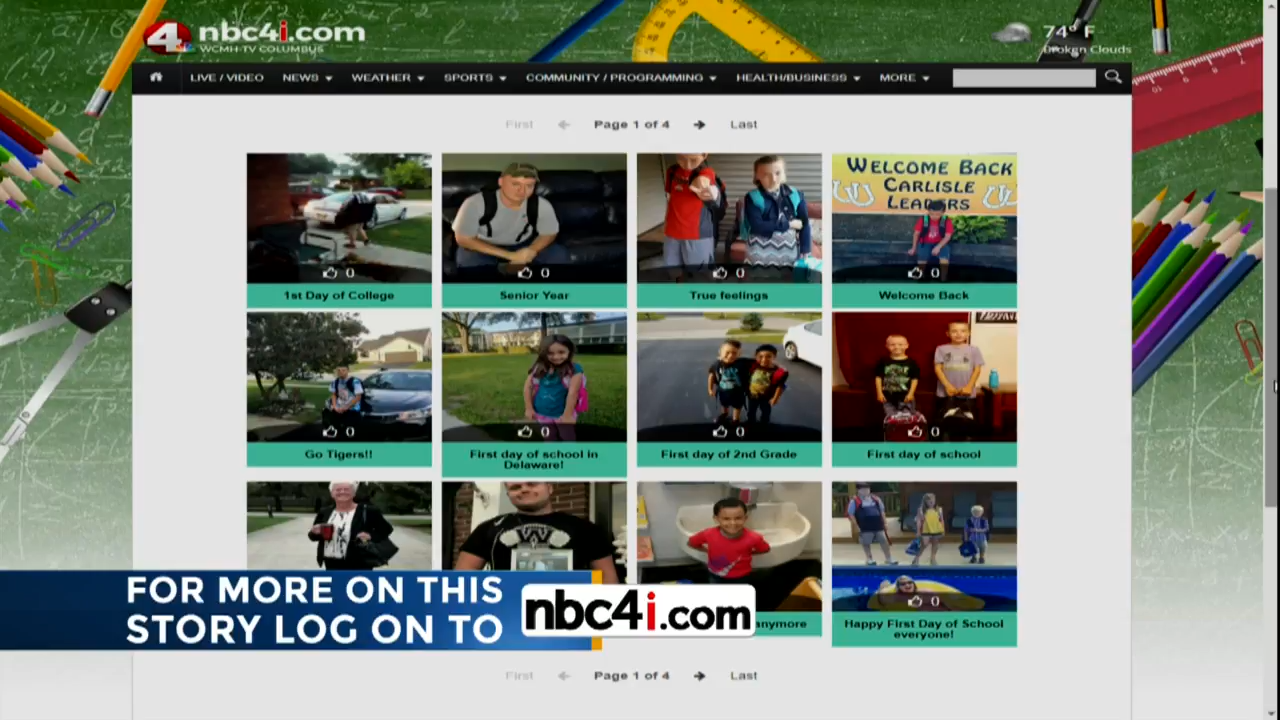 4 nbc4i.com
WCMH-TV COLUMBUS
74° F
Broken Clouds
LIVE / VIDEO NEWS WEATHER SPORTS COMMUNITY / PROGRAMMING HEALTH/BUSINESS MORE
First Page 1 of 4 Last
WELCOME BACK
CARLISLE
LEADERS
0 0 0 0
1st Day of College Senior Year True feelings Welcome Back
0 0 0 0
Go Tigers!! First day of school in
Delaware! First day of 2nd Grade First day of school
0
anymore Happy First Day of School
everyone!
FOR MORE ON THIS
STORY LOG ON TO nbc4i.com
First Page 1 of 4 Last